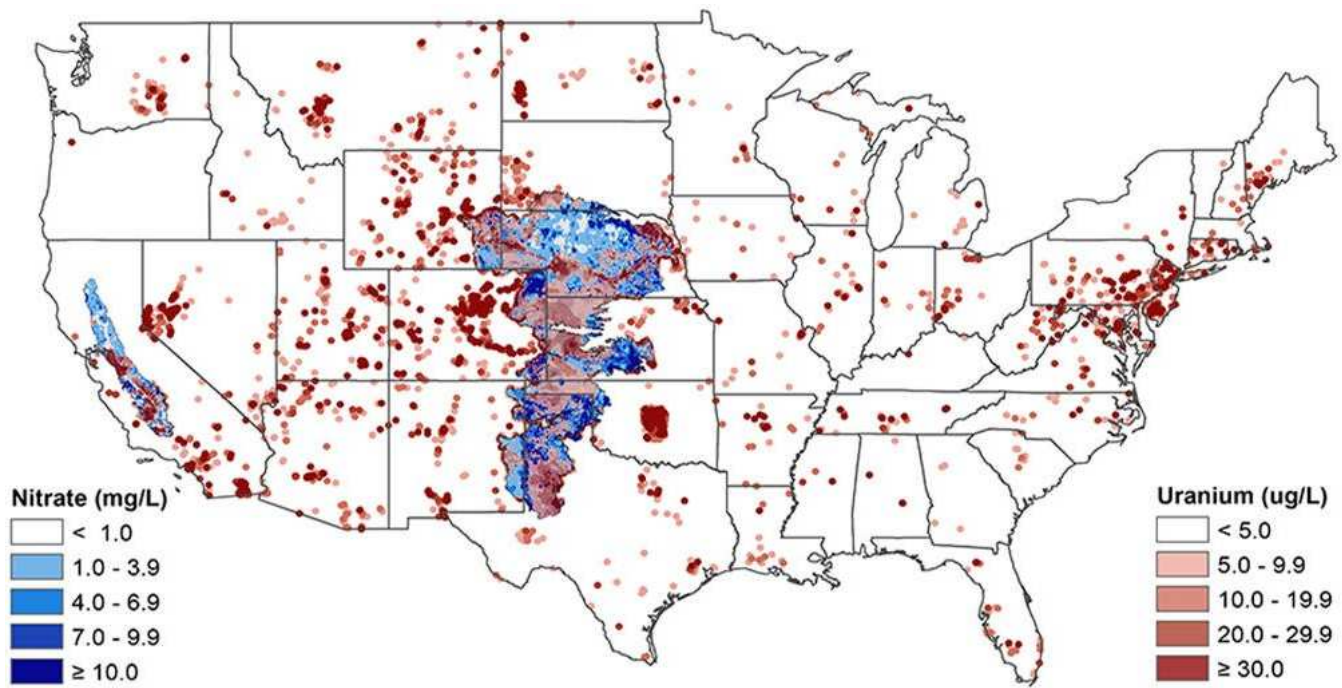 Nitrate (mg/L)
< 1.0
1.0 - 3.9
4.0 - 6.9
7.0 - 9.9
≥ 10.0
Uranium (ug/L)
< 5.0
5.0 - 9.9
10.0 - 19.9
20.0 - 29.9
≥ 30.0